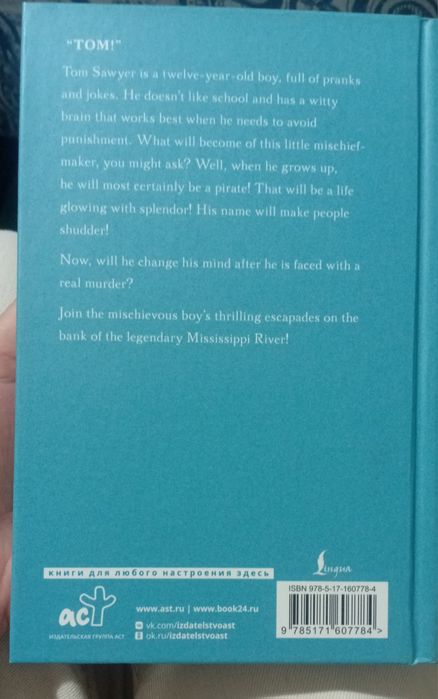 “TOM!”
Tom Sawyer is a twelve-year-old boy, full of pranks
and jokes. He doesn't like school and has a witty
brain that works best when he needs to avoid
punishment. What will become of this little mischief-
maker, you might ask? Well, when he grows up,
he will most certainly be a pirate! That will be a life
glowing with splendor! His name will make people
shudder!
Now, will he change his mind after he is faced with a
real murder?
Join the mischievous boy's thrilling escapades on the
bank of the legendary Mississippi River!
книги для любого настроения здесь
аст
ИЗДАТЕЛЬСКАЯ ГРУППА АСТ
www.ast.ru | www.book24.ru
vk.com/izdatelstvoast
ok.ru/izdatelstvoast
Lingua
ISBN 978-5-17-160778-4
9 785171 607784 >